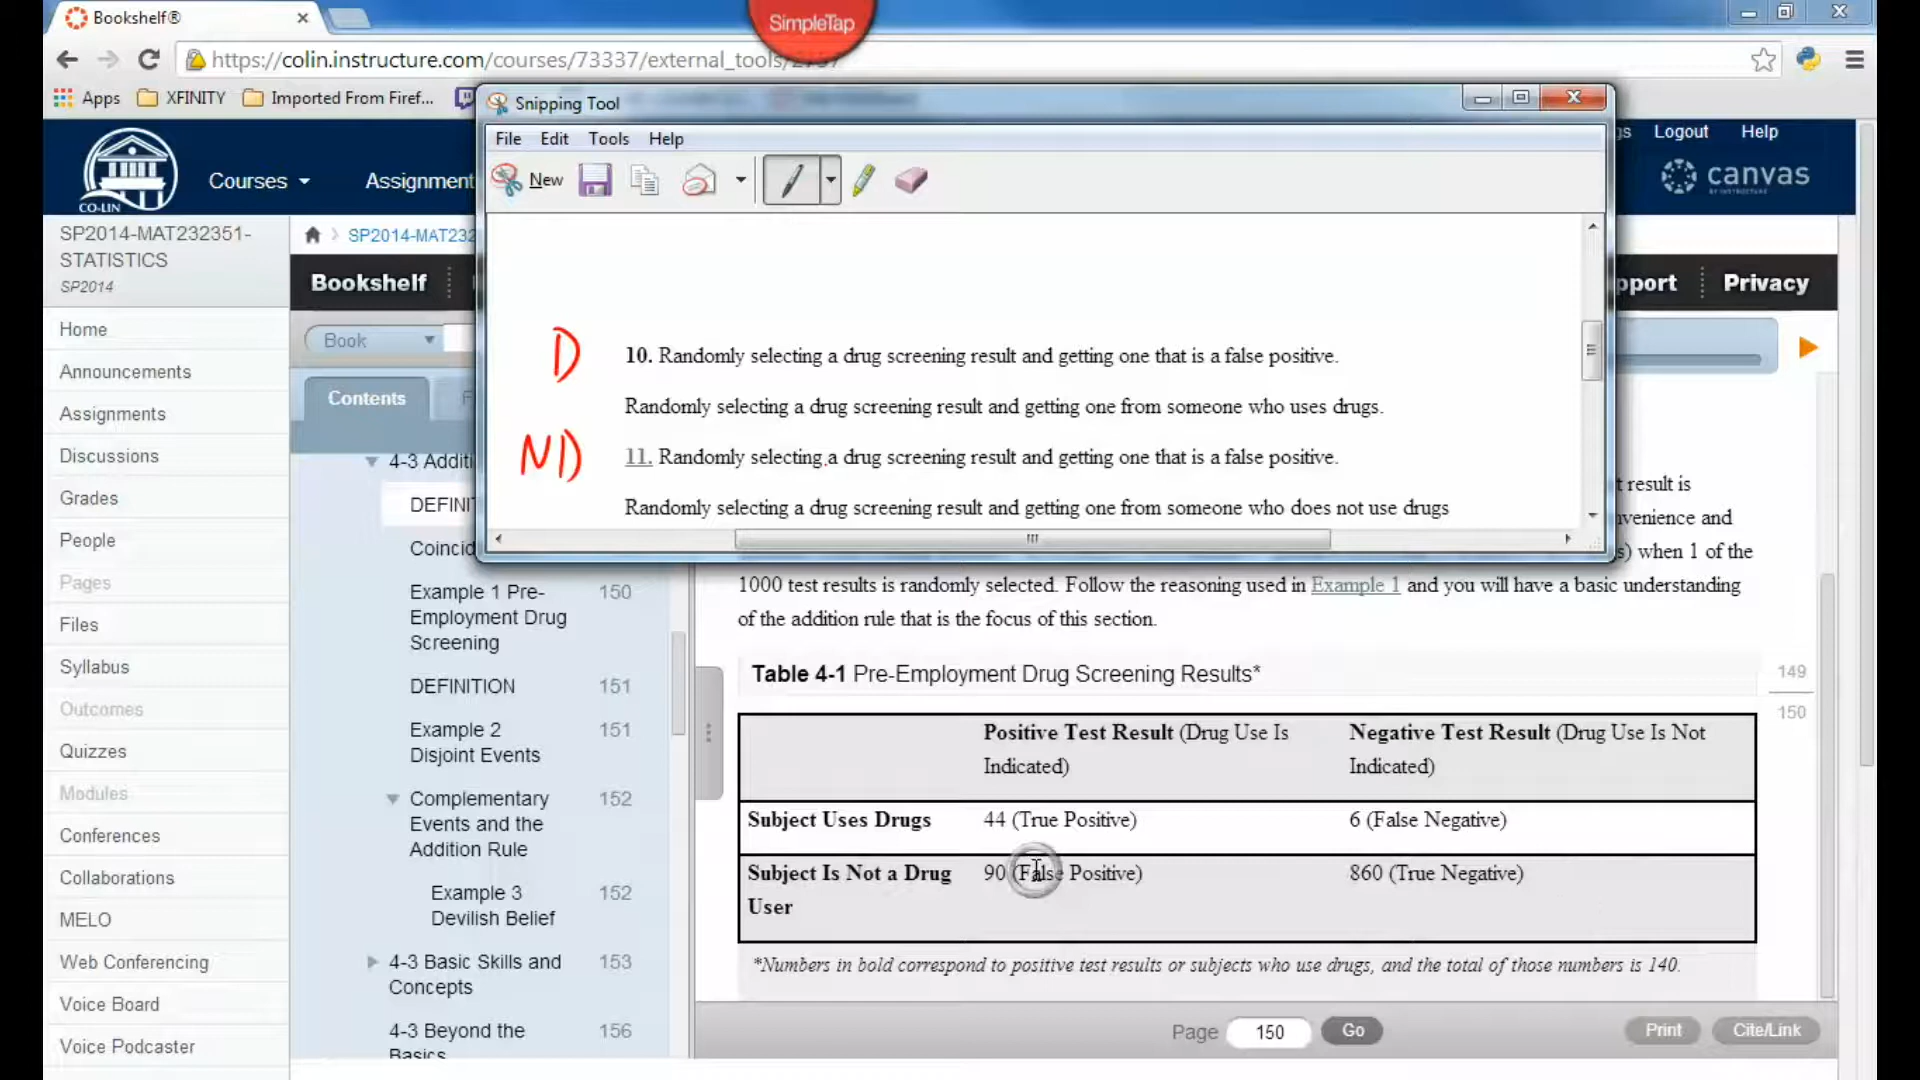 Bookshelf®
SimpleTap
https://colin.instructure.com/courses/73337/external_tools/
Apps
XFINITY
Imported From Firef...
Snipping Tool
File Edit Tools Help
New
Logout Help
CO-LIN
Courses
Assignment
canvas
BY INSTRUCTURE
SP2014-MAT232351-
STATISTICS
SP2014
SP2014-MAT232
Bookshelf
pport Privacy
Book
Contents
Home
Announcements
Assignments
Discussions
Grades
People
Pages
Files
Syllabus
Outcomes
Quizzes
Modules
Conferences
Collaborations
MELO
Web Conferencing
Voice Board
Voice Podcaster
4-3 Additi
DEFINIT
Coincid
Example 1 Pre- 150
Employment Drug
Screening
DEFINITION 151
Example 2 151
Disjoint Events
Complementary 152
Events and the
Addition Rule
Example 3 152
Devilish Belief
4-3 Basic Skills and 153
Concepts
4-3 Beyond the 156
Basics
D 10. Randomly selecting a drug screening result and getting one that is a false positive.
Randomly selecting a drug screening result and getting one from someone who uses drugs.
ND 11. Randomly selecting a drug screening result and getting one that is a false positive.
Randomly selecting a drug screening result and getting one from someone who does not use drugs
t result is
nvenience and
s) when 1 of the
1000 test results is randomly selected. Follow the reasoning used in Example 1 and you will have a basic understanding
of the addition rule that is the focus of this section.
Table 4-1 Pre-Employment Drug Screening Results*
149
150
Positive Test Result (Drug Use Is Negative Test Result (Drug Use Is Not
Indicated) Indicated)
Subject Uses Drugs 44 (True Positive) 6 (False Negative)
Subject Is Not a Drug 90 (False Positive) 860 (True Negative)
User
*Numbers in bold correspond to positive test results or subjects who use drugs, and the total of those numbers is 140.
Page 150 Go Print Cite/Link